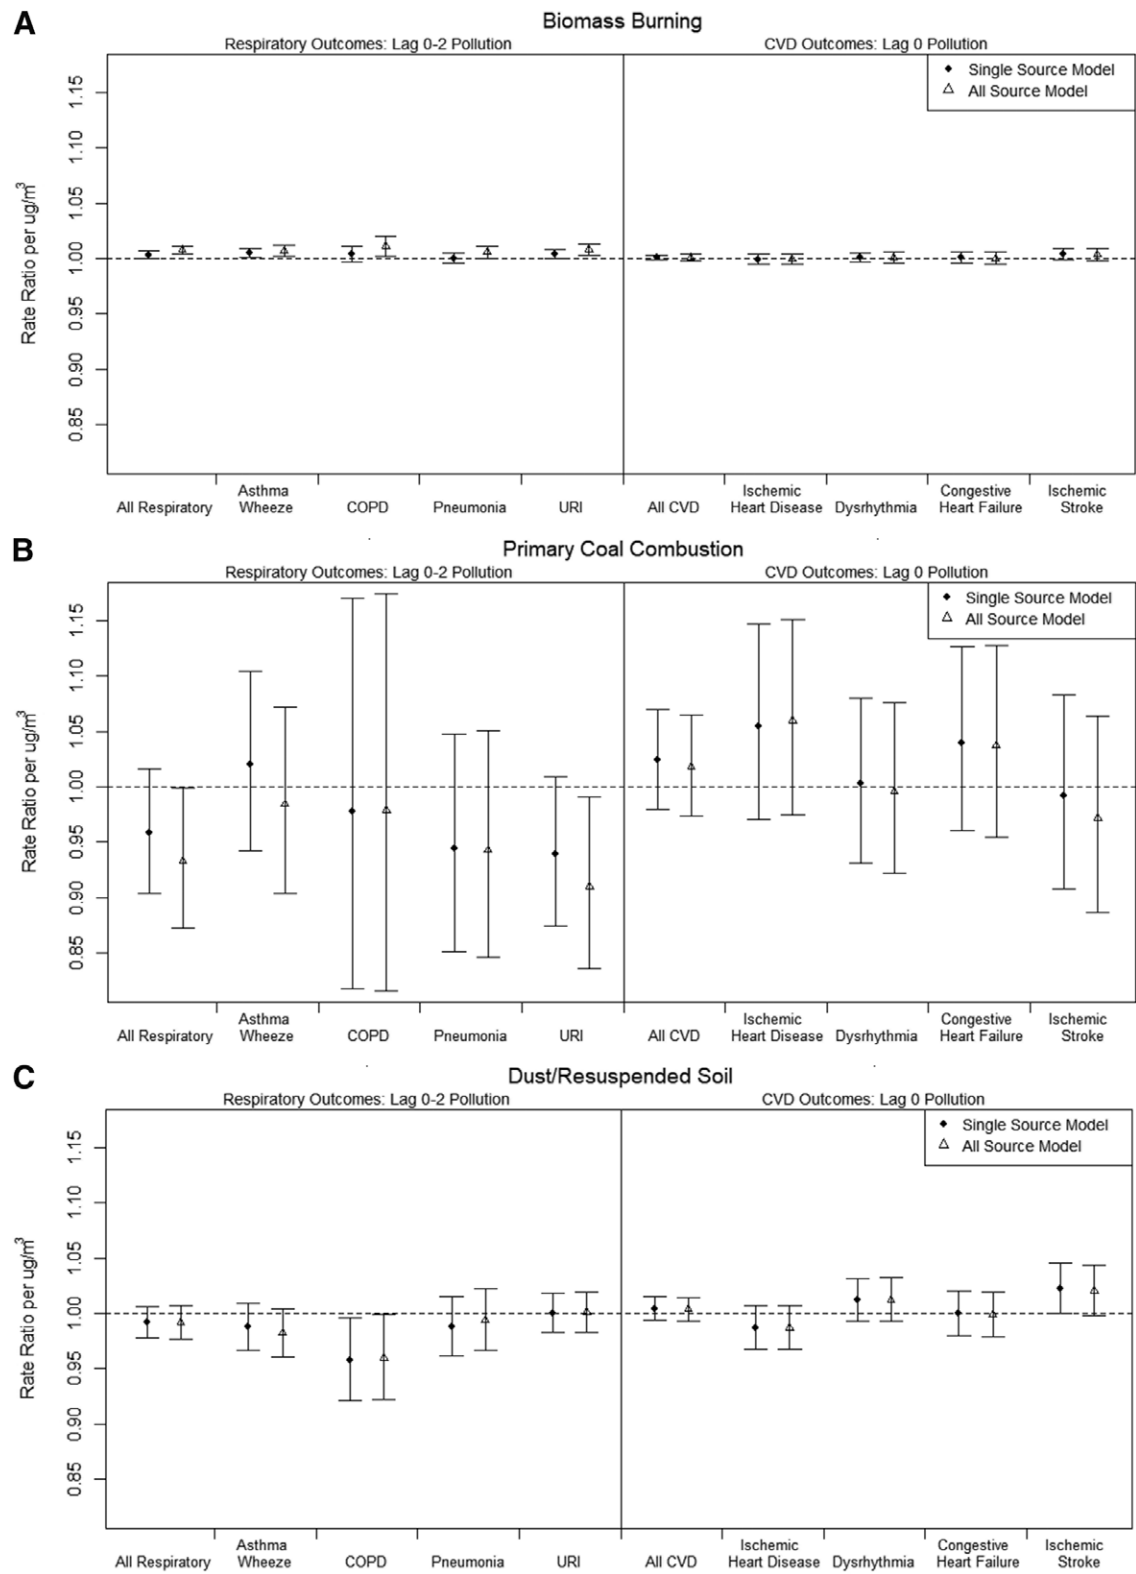 A
Biomass Burning
Respiratory Outcomes: Lag 0-2 Pollution
CVD Outcomes: Lag 0 Pollution
Single Source Model
All Source Model
Rate Ratio per ug/m³
1.15
1.10
1.05
1.00
0.95
0.90
0.85
All Respiratory
Asthma
Wheeze
COPD
Pneumonia
URI
All CVD
Ischemic
Heart Disease
Dysrhythmia
Congestive
Heart Failure
Ischemic
Stroke
B
Primary Coal Combustion
Respiratory Outcomes: Lag 0-2 Pollution
CVD Outcomes: Lag 0 Pollution
Single Source Model
All Source Model
Rate Ratio per ug/m³
1.15
1.10
1.05
1.00
0.95
0.90
0.85
All Respiratory
Asthma
Wheeze
COPD
Pneumonia
URI
All CVD
Ischemic
Heart Disease
Dysrhythmia
Congestive
Heart Failure
Ischemic
Stroke
C
Dust/Resuspended Soil
Respiratory Outcomes: Lag 0-2 Pollution
CVD Outcomes: Lag 0 Pollution
Single Source Model
All Source Model
Rate Ratio per ug/m³
1.15
1.10
1.05
1.00
0.95
0.90
0.85
All Respiratory
Asthma
Wheeze
COPD
Pneumonia
URI
All CVD
Ischemic
Heart Disease
Dysrhythmia
Congestive
Heart Failure
Ischemic
Stroke